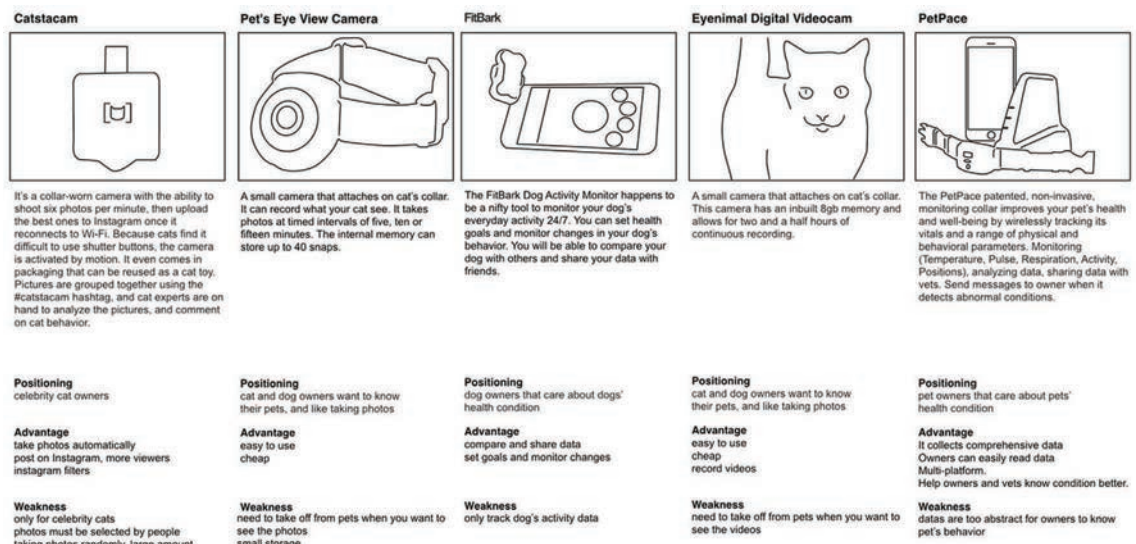 Catstacam
It's a collar-worn camera with the ability to
shoot six photos per minute, then upload
the best ones to Instagram once it
reconnects to Wi-Fi. Because cats find it
difficult to use shutter buttons, the camera
is activated by motion. It even comes in
packaging that can be reused as a cat toy.
Pictures are grouped together using the
#catstacam hashtag, and cat experts are on
hand to analyze the pictures, and comment
on cat behavior.
Positioning
celebrity cat owners
Advantage
take photos automatically
post on Instagram, more viewers
instagram filters
Weakness
only for celebrity cats
photos must be selected by people
taking photos randomly, large amount
Pet's Eye View Camera
A small camera that attaches on cat's collar.
It can record what your cat see. It takes
photos at timed intervals of five, ten or
fifteen minutes. The internal memory can
store up to 40 snaps.
Positioning
cat and dog owners want to know
their pets, and like taking photos
Advantage
easy to use
cheap
Weakness
need to take off from pets when you want to
see the photos
small storage
FitBark
The FitBark Dog Activity Monitor happens to
be a nifty tool to monitor your dog's
everyday activity 24/7. You can set health
goals and monitor changes in your dog's
behavior. You will be able to compare your
dog with others and share your data with
friends.
Positioning
dog owners that care about dogs'
health condition
Advantage
compare and share data
set goals and monitor changes
Weakness
only track dog's activity data
Eyenimal Digital Videocam
A small camera that attaches on cat's collar.
This camera has an inbuilt 8gb memory and
allows for two and a half hours of
continuous recording.
Positioning
cat and dog owners want to know
their pets, and like taking photos
Advantage
easy to use
cheap
record videos
Weakness
need to take off from pets when you want to
see the videos
PetPace
The PetPace patented, non-invasive,
monitoring collar improves your pet's health
and well-being by wirelessly tracking its
vitals and a range of physical and
behavioral parameters. Monitoring
(Temperature, Pulse, Respiration, Activity,
Positions), analyzing data, sharing data with
vets. Send messages to owner when it
detects abnormal conditions.
Positioning
pet owners that care about pets'
health condition
Advantage
It collects comprehensive data
Owners can easily read data
Multi-platform.
Help owners and vets know condition better.
Weakness
datas are too abstract for owners to know
pet's behavior